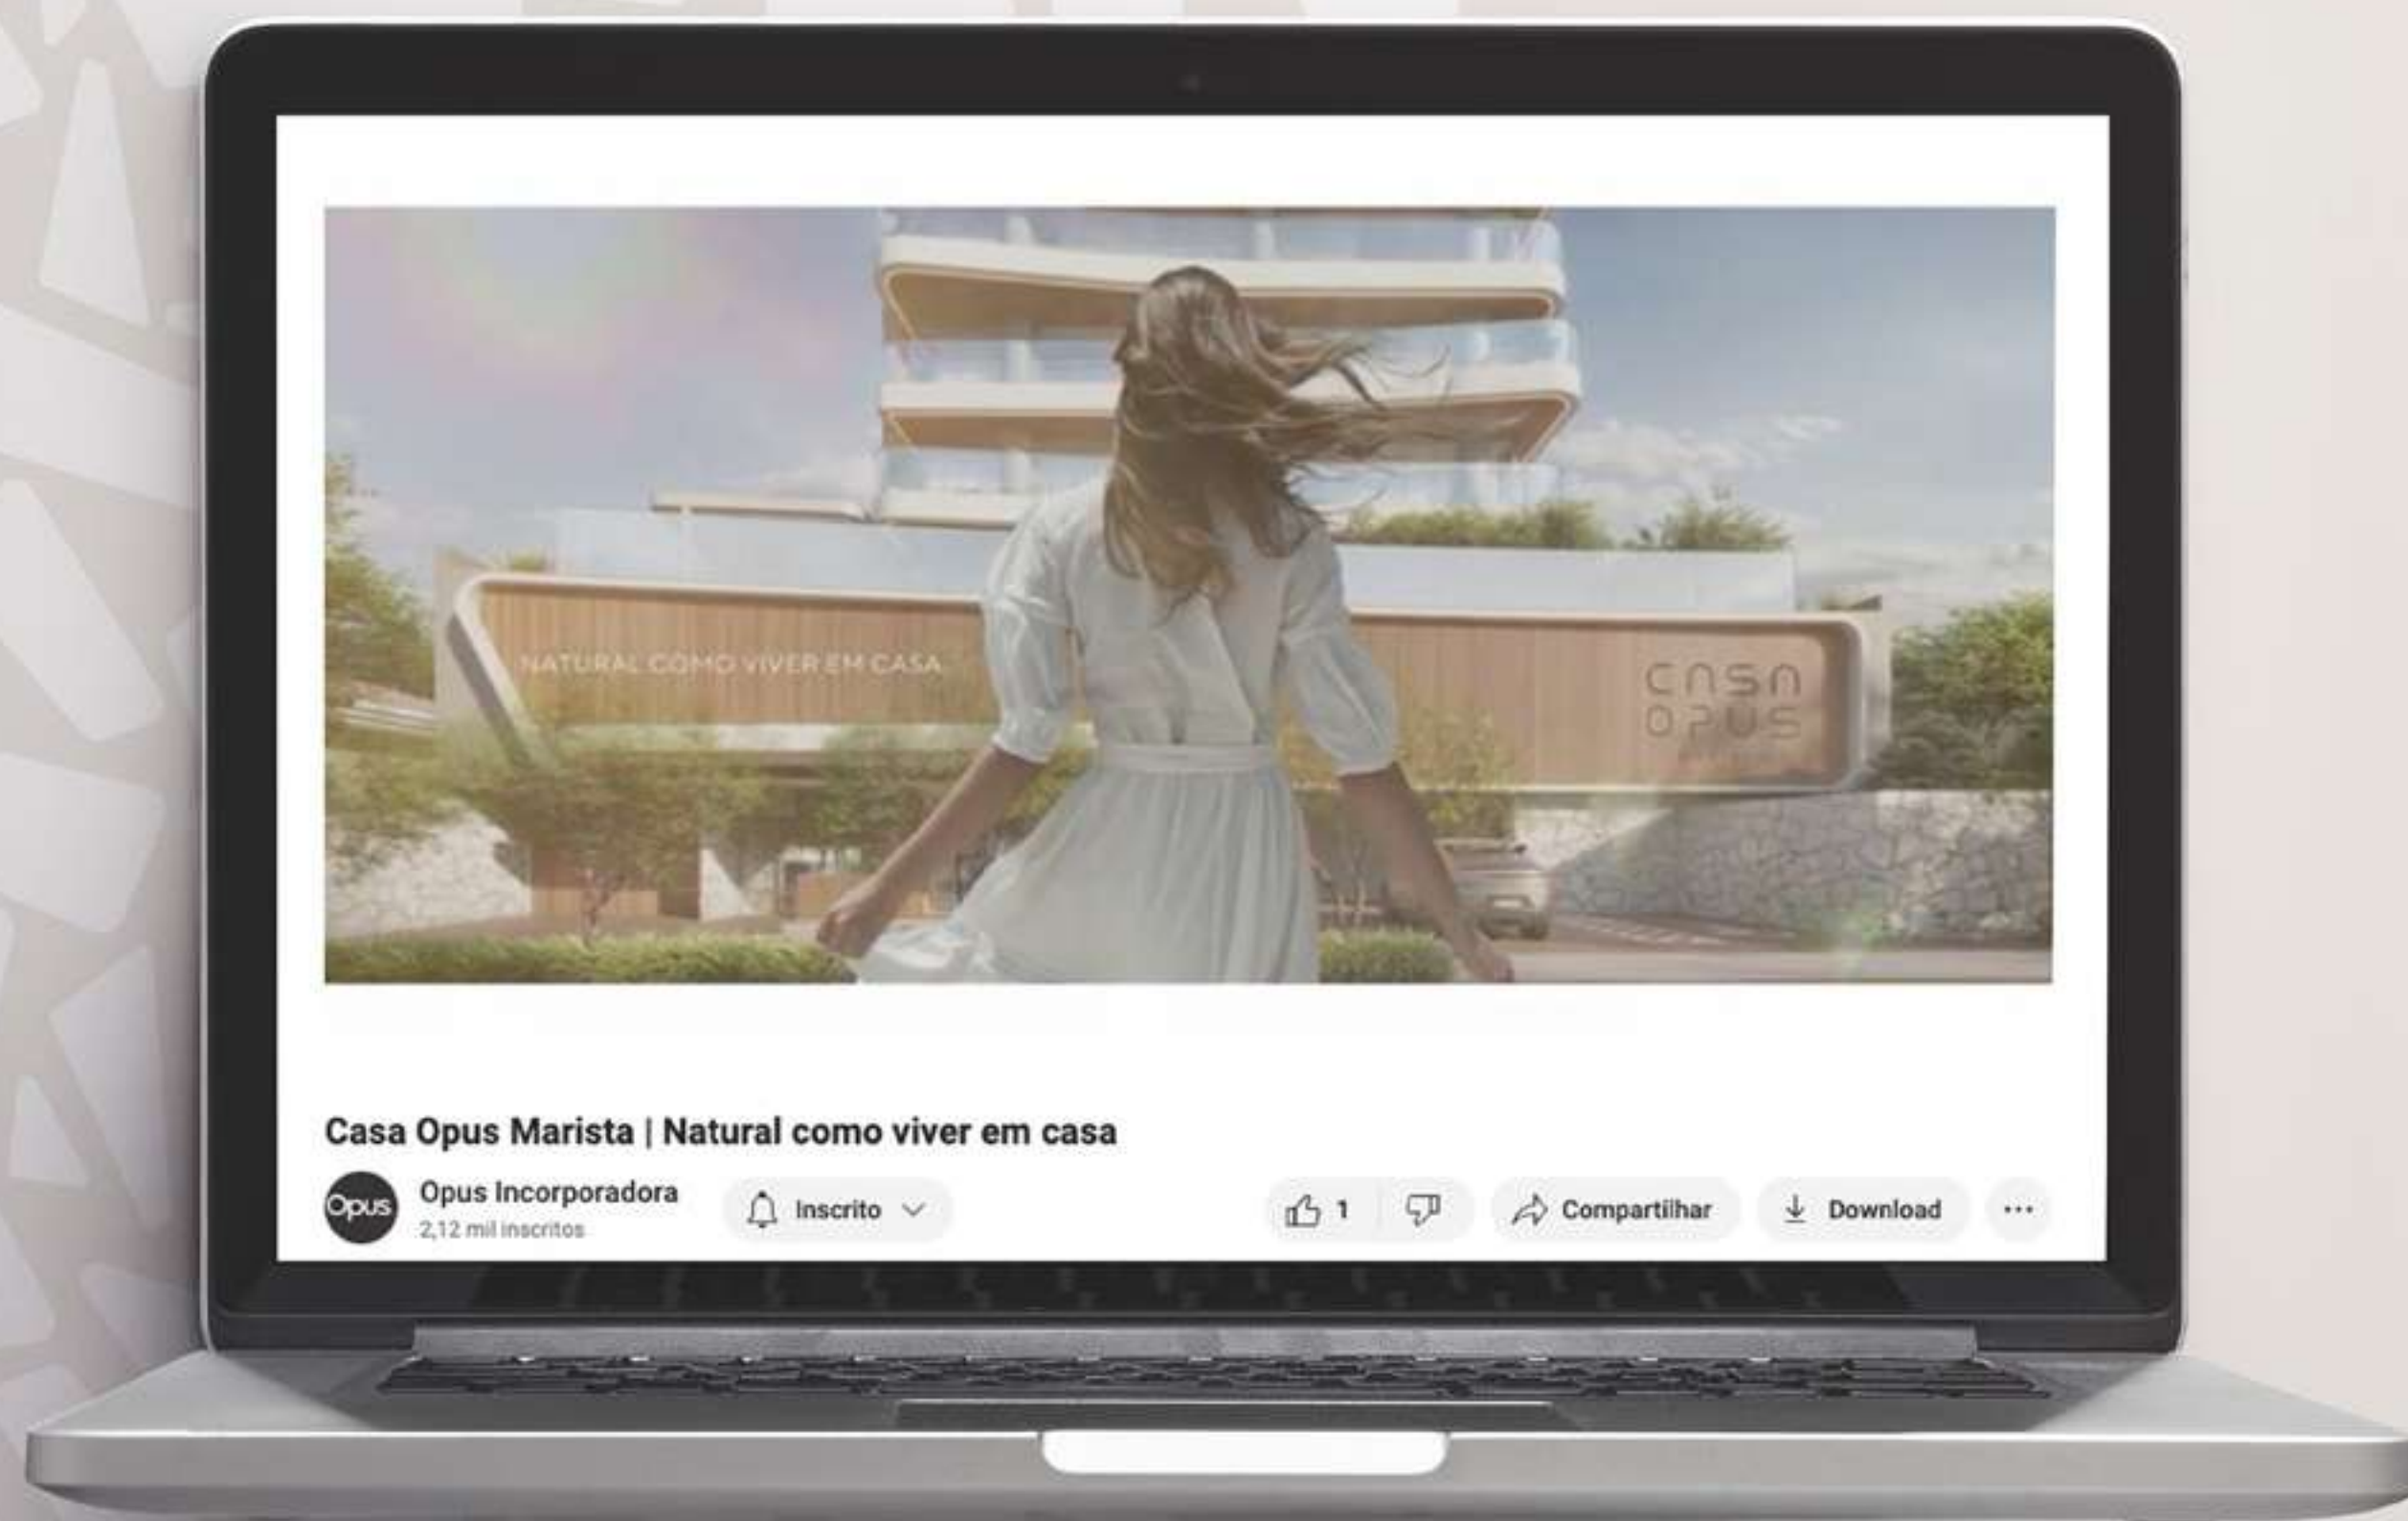 NATURAL COMO VIVER EM CASA
CASA
OPUS
Casa Opus Marista | Natural como viver em casa
Opus
Opus Incorporadora
2,12 mil inscritos
Inscrito
1
Compartilhar
Download